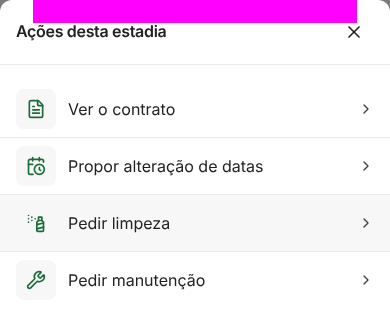 Ações desta estadia
Ver o contrato
Propor alteração de datas
Pedir limpeza
Pedir manutenção